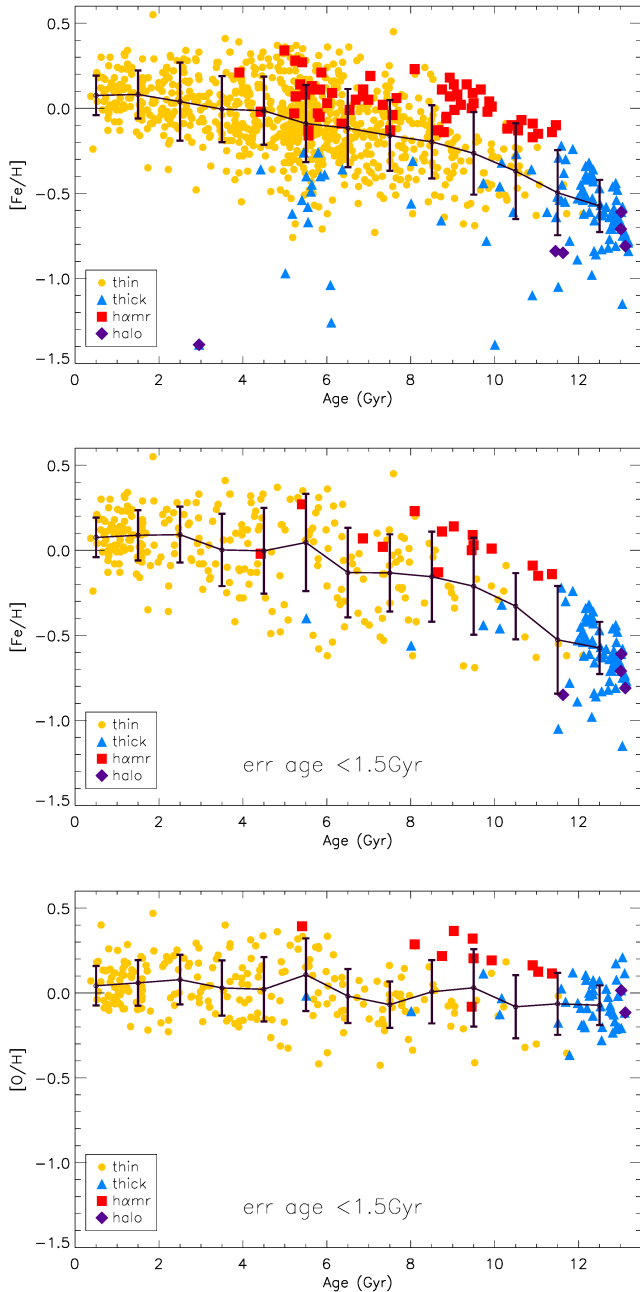 0.5
0.0
−0.5
−1.0
−1.5
[Fe/H]
thin
thick
hαmr
halo
0 2 4 6 8 10 12
Age (Gyr)
0.5
0.0
−0.5
−1.0
−1.5
[Fe/H]
thin
thick
hαmr
halo
err age <1.5Gyr
0 2 4 6 8 10 12
Age (Gyr)
0.5
0.0
−0.5
−1.0
−1.5
[O/H]
thin
thick
hαmr
halo
err age <1.5Gyr
0 2 4 6 8 10 12
Age (Gyr)